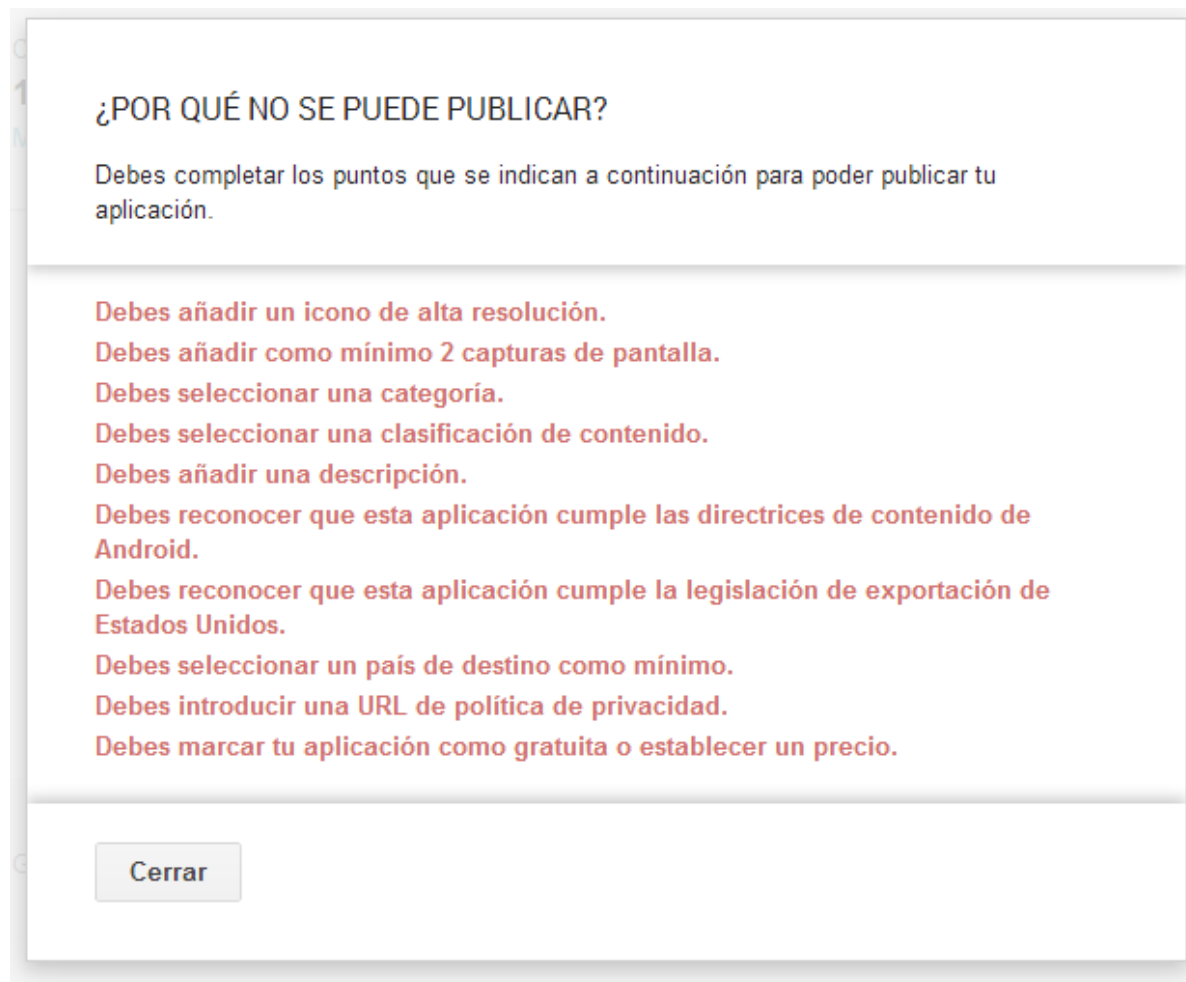 ¿POR QUÉ NO SE PUEDE PUBLICAR?
Debes completar los puntos que se indican a continuación para poder publicar tu
aplicación.
Debes añadir un icono de alta resolución.
Debes añadir como mínimo 2 capturas de pantalla.
Debes seleccionar una categoría.
Debes seleccionar una clasificación de contenido.
Debes añadir una descripción.
Debes reconocer que esta aplicación cumple las directrices de contenido de
Android.
Debes reconocer que esta aplicación cumple la legislación de exportación de
Estados Unidos.
Debes seleccionar un país de destino como mínimo.
Debes introducir una URL de política de privacidad.
Debes marcar tu aplicación como gratuita o establecer un precio.
Cerrar